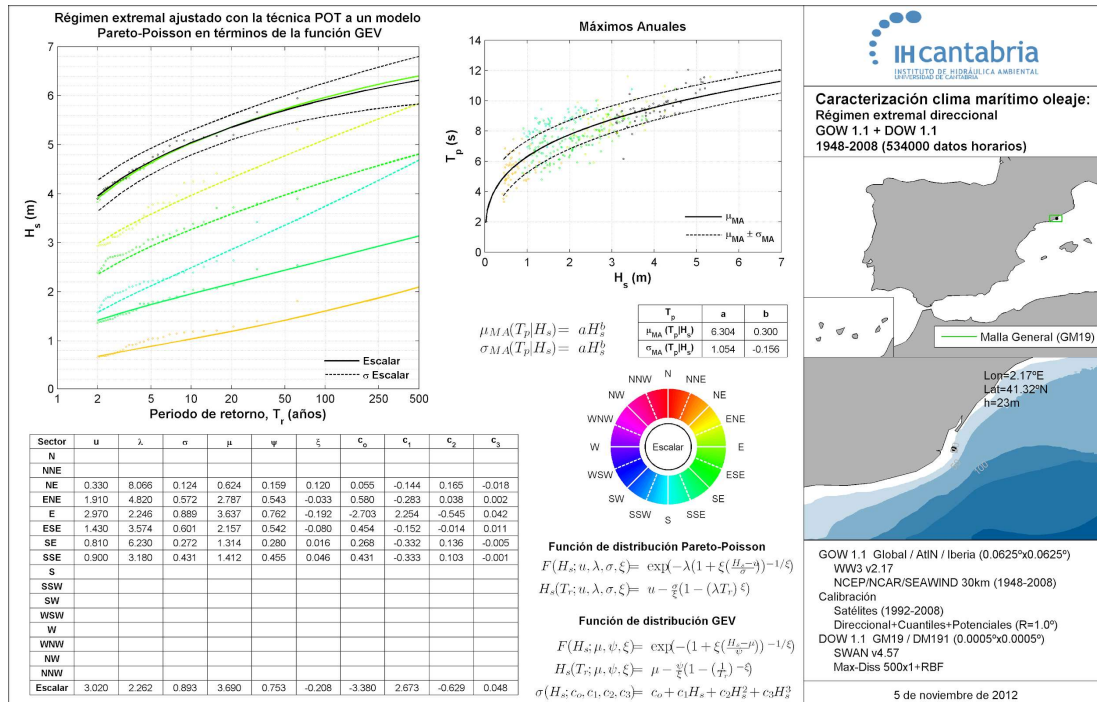 Régimen extremal ajustado con la técnica POT a un modelo
Pareto-Poisson en términos de la función GEV
7
6
5
4
3
2
1
0
H_s (m)
1 2 5 10 20 50 100 250 500
Periodo de retorno, T_r (años)
Escalar
σ Escalar
Máximos Anuales
14
12
10
8
6
4
2
0
T_p (s)
0 1 2 3 4 5 6 7
H_s (m)
μ_MA
μ_MA ± σ_MA
μ_MA(T_p|H_s) = aH_s^b
σ_MA(T_p|H_s) = aH_s^b
T_p a b
μ_MA (T_p|H_s) 6.304 0.300
σ_MA (T_p|H_s) 1.054 -0.156
N
NNE
NE
ENE
E
ESE
SE
SSE
S
SSW
SW
WSW
W
WNW
NW
NNW
Escalar
Sector u λ σ μ ψ ξ c_o c_1 c_2 c_3
N
NNE
NE 0.330 8.066 0.124 0.624 0.159 0.120 0.055 -0.144 0.165 -0.018
ENE 1.910 4.820 0.572 2.787 0.543 -0.033 0.580 -0.283 0.038 0.002
E 2.970 2.246 0.889 3.637 0.762 -0.192 -2.703 2.254 -0.545 0.042
ESE 1.430 3.574 0.601 2.157 0.542 -0.080 0.454 -0.152 -0.014 0.011
SE 0.810 6.230 0.272 1.314 0.280 0.016 0.268 -0.332 0.136 -0.005
SSE 0.900 3.180 0.431 1.412 0.455 0.046 0.431 -0.333 0.103 -0.001
S
SSW
SW
WSW
W
WNW
NW
NNW
Escalar 3.020 2.262 0.893 3.690 0.753 -0.208 -3.380 2.673 -0.629 0.048
Función de distribución Pareto-Poisson
F(H_s; u, λ, σ, ξ) = exp(-λ(1 + ξ((H_s-u)/σ))^-1/ξ)
H_s(T_r; u, λ, σ, ξ) = u - σ/ξ(1 - (λT_r)^ξ)
Función de distribución GEV
F(H_s; μ, ψ, ξ) = exp(-(1 + ξ((H_s-μ)/ψ))^-1/ξ)
H_s(T_r; μ, ψ, ξ) = μ - ψ/ξ(1 - (1/T_r)^-ξ)
σ(H_s; c_o, c_1, c_2, c_3) = c_o + c_1H_s + c_2H_s^2 + c_3H_s^3
IHcantabria
INSTITUTO DE HIDRÁULICA AMBIENTAL
UNIVERSIDAD DE CANTABRIA
Caracterización clima marítimo oleaje:
Régimen extremal direccional
GOW 1.1 + DOW 1.1
1948-2008 (534000 datos horarios)
Malla General (GM19)
Lon=2.17ºE
Lat=41.32ºN
h=23m
100
GOW 1.1 Global / AtlN / Iberia (0.0625ºx0.0625º)
WW3 v2.17
NCEP/NCAR/SEAWIND 30km (1948-2008)
Calibración
Satélites (1992-2008)
Direccional+Cuantiles+Potenciales (R=1.0º)
DOW 1.1 GM19 / DM191 (0.0005ºx0.0005º)
SWAN v4.57
Max-Diss 500x1+RBF
5 de noviembre de 2012